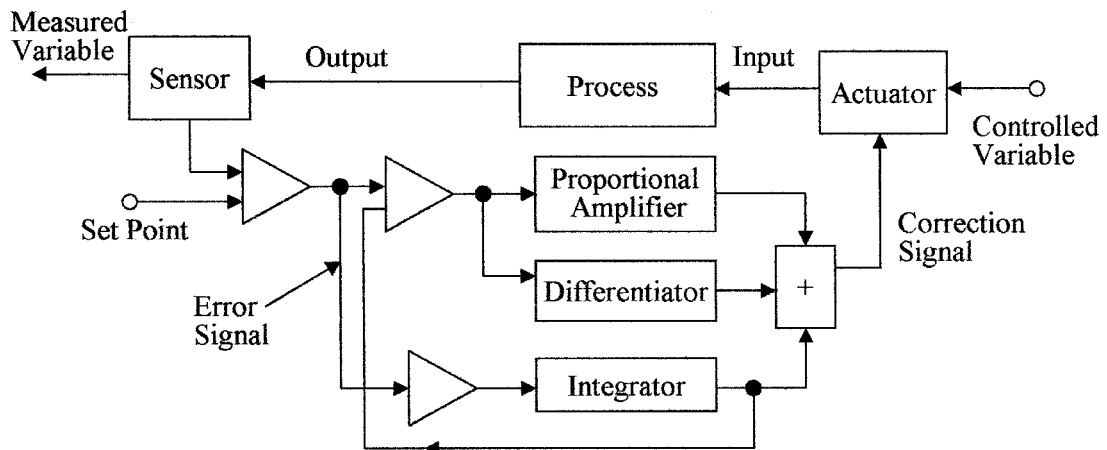 Measured
Variable
Sensor
Output
Process
Input
Actuator
Controlled
Variable
Set Point
Proportional
Amplifier
Correction
Signal
Differentiator
+
Error
Signal
Integrator